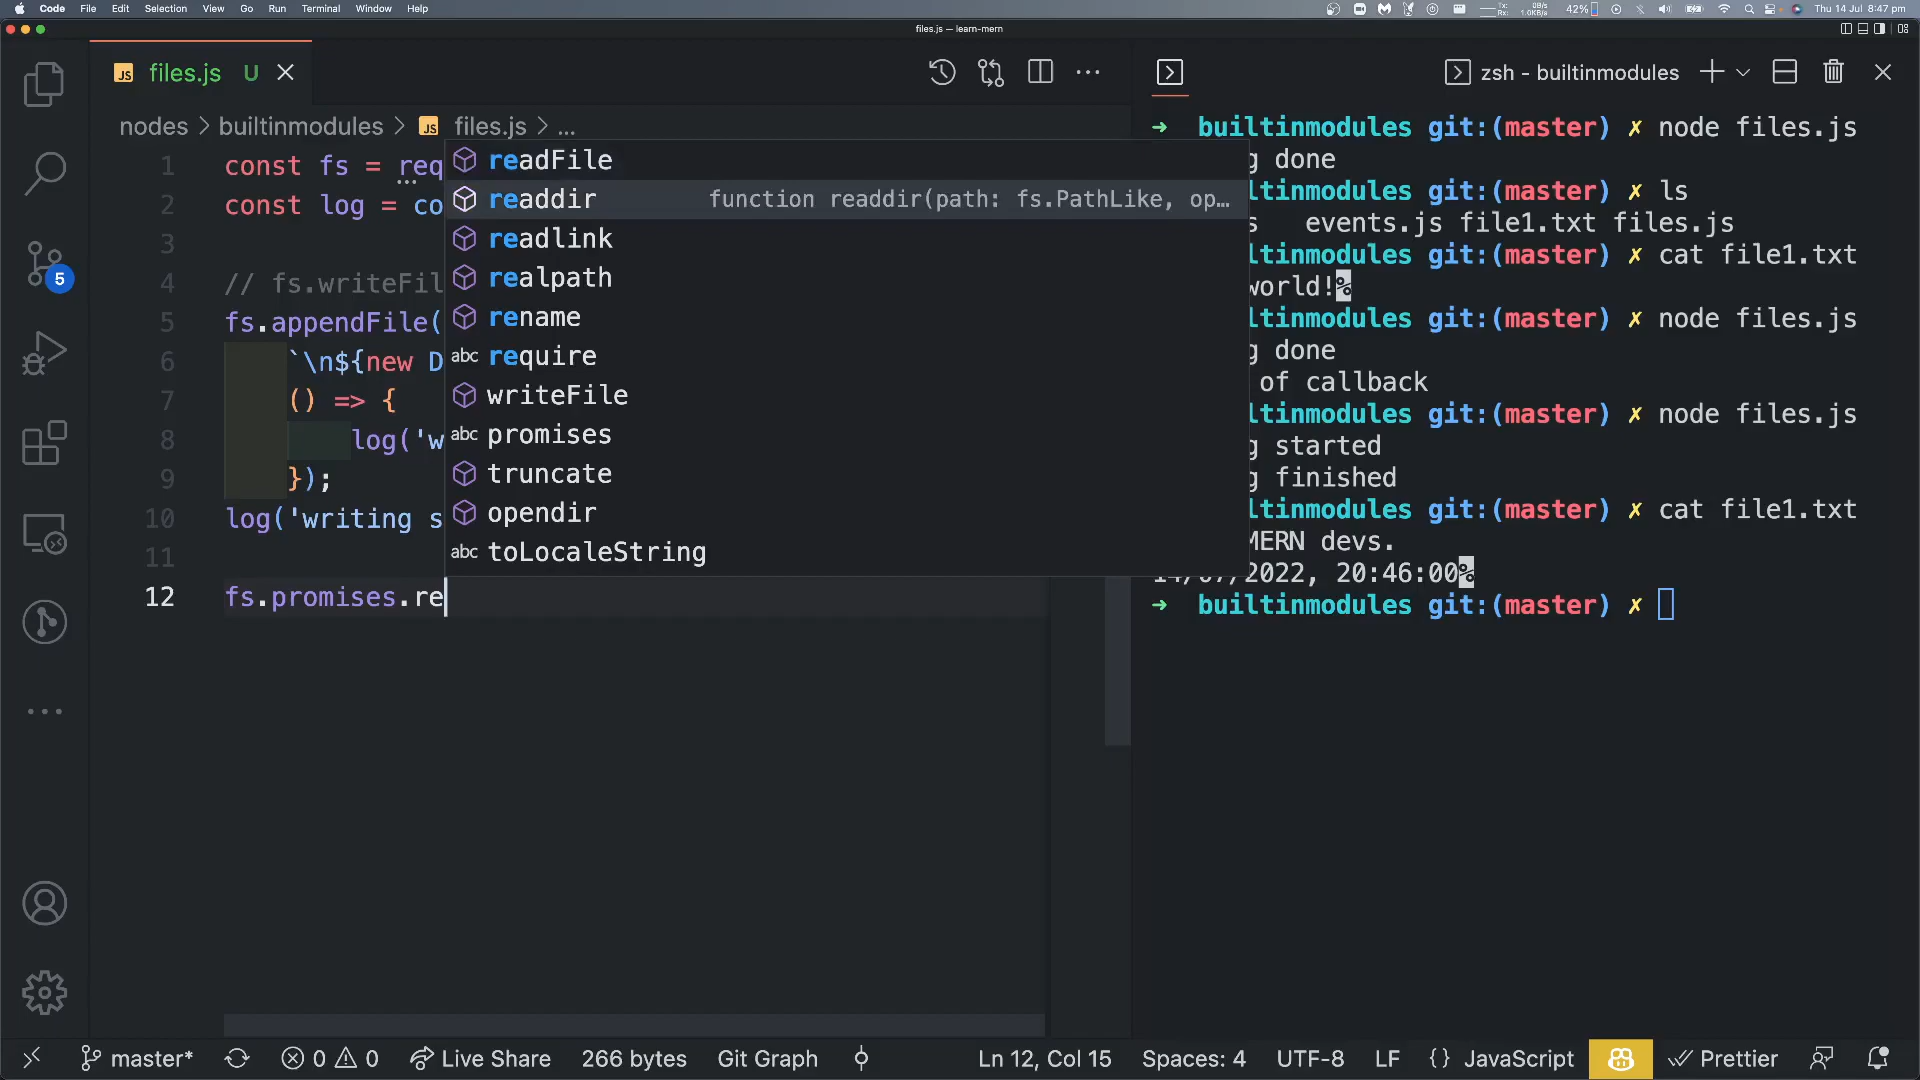 Code File Edit Selection View Go Run Terminal Window Help
42% Thu 14 Jul 8:47 pm
files.js — learn-mern
JS files.js U
nodes > builtinmodules > JS files.js > ...
1 const fs = req
2 const log = co
3
4 // fs.writeFil
5 fs.appendFile(
6 `\n${new D
7 () => {
8 log('w
9 });
10 log('writing s
11
12 fs.promises.re
readFile
readdir function readdir(path: fs.PathLike, op…
readlink
realpath
rename
abc require
writeFile
abc promises
truncate
opendir
abc toLocaleString
zsh - builtinmodules
→ builtinmodules git:(master) ✗ node files.js
g done
ltinmodules git:(master) ✗ ls
s events.js file1.txt files.js
ltinmodules git:(master) ✗ cat file1.txt
world!%
ltinmodules git:(master) ✗ node files.js
g done
of callback
ltinmodules git:(master) ✗ node files.js
g started
g finished
ltinmodules git:(master) ✗ cat file1.txt
MERN devs.
14/07/2022, 20:46:00%
→ builtinmodules git:(master) ✗
5
master* 0 0 Live Share 266 bytes Git Graph Ln 12, Col 15 Spaces: 4 UTF-8 LF {} JavaScript Prettier